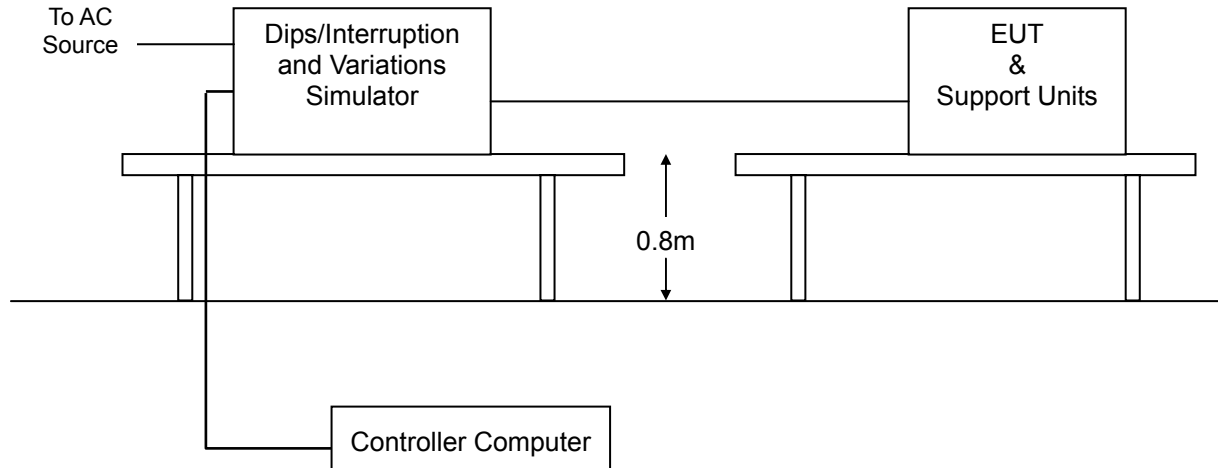 To AC
Source
Dips/Interruption
and Variations
Simulator
EUT
&
Support Units
0.8m
Controller Computer